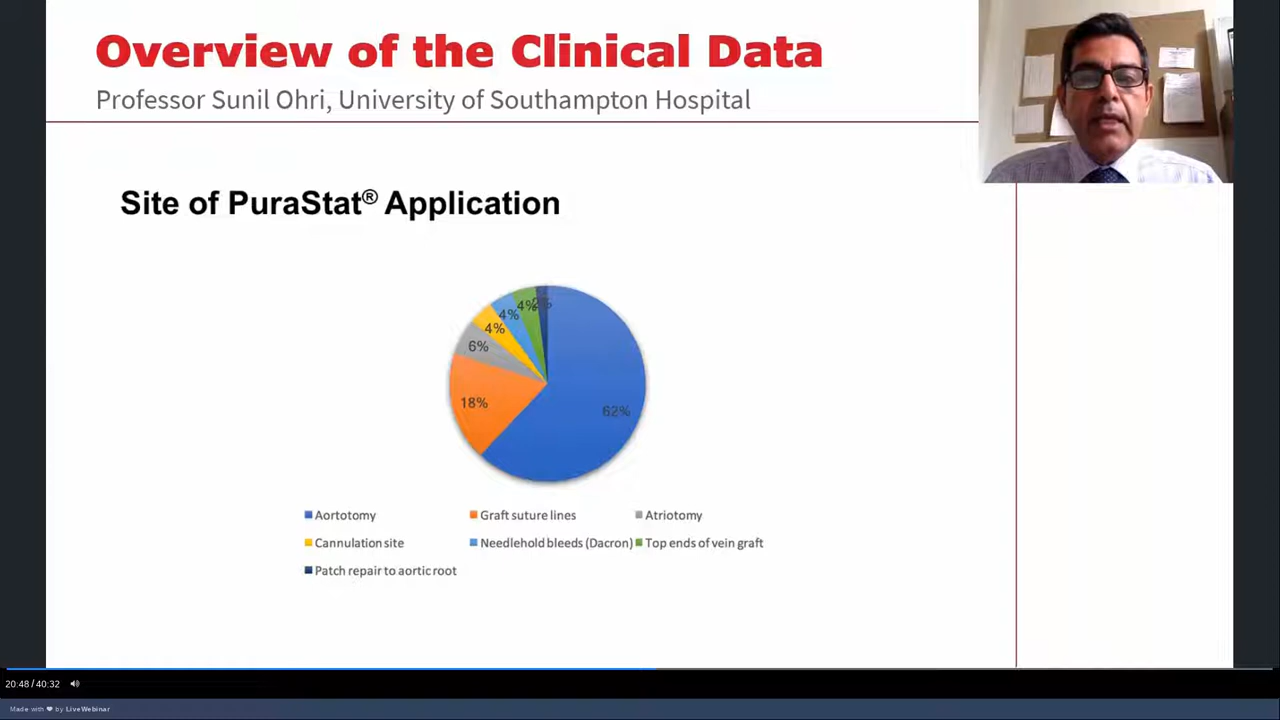 Overview of the Clinical Data
Professor Sunil Ohri, University of Southampton Hospital
Site of PuraStat® Application
4%
2%
4%
4%
6%
18%
62%
Aortotomy
Graft suture lines
Atriotomy
Cannulation site
Needlehold bleeds (Dacron)
Top ends of vein graft
Patch repair to aortic root
20:48 / 40:32
Made with ❤ by LiveWebinar